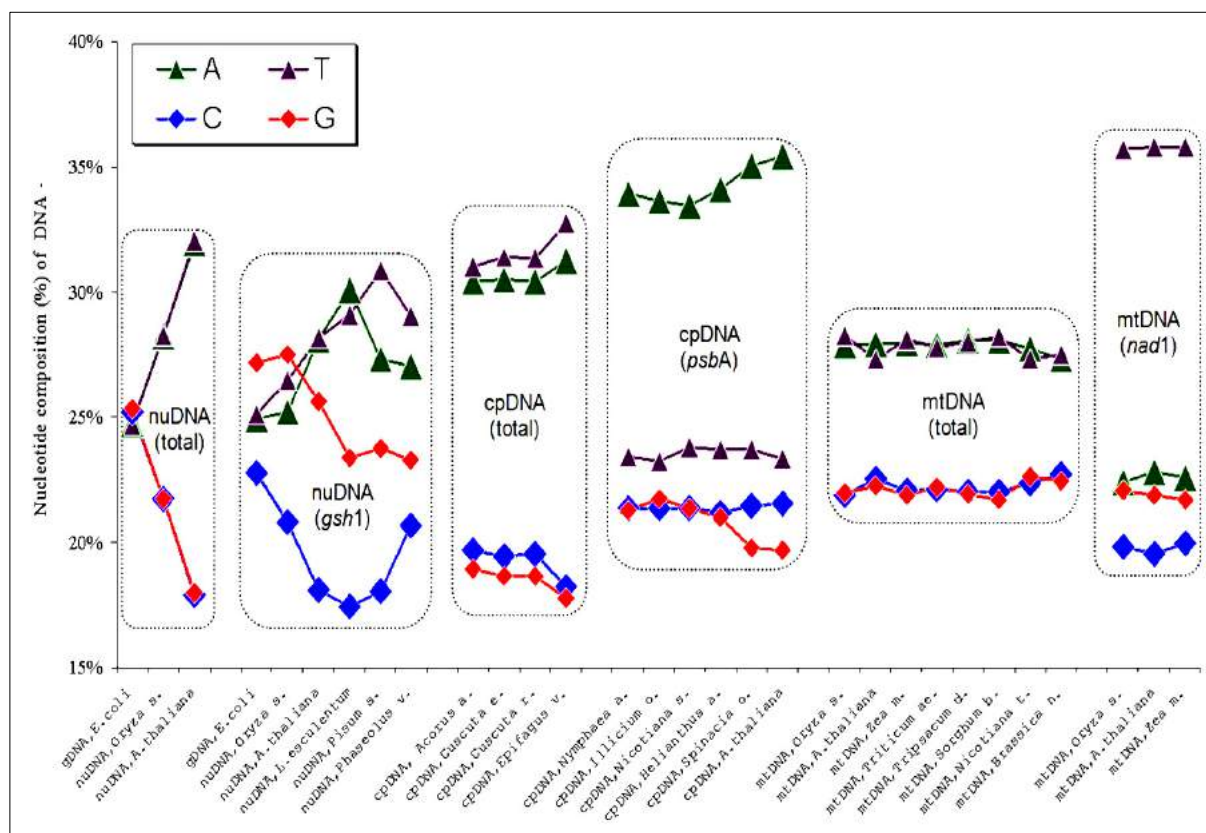 Nucleotide composition (%) of DNA -
40%
35%
30%
25%
20%
15%
A T
C G
nuDNA
(total)
nuDNA
(gsh1)
cpDNA
(total)
cpDNA
(psbA)
mtDNA
(total)
mtDNA
(nad1)
gDNA, E.coli
nuDNA, Oryza s.
nuDNA, A.thaliana
gDNA, E.coli
nuDNA, Oryza s.
nuDNA, A.thaliana
nuDNA, L.esculentum
nuDNA, Pisum s.
nuDNA, Phaseolus v.
cpDNA, Acorus a.
cpDNA, Cuscuta e.
cpDNA, Cuscuta r.
cpDNA, Epifagus v.
cpDNA, Nymphaea a.
cpDNA, Illicium o.
cpDNA, Nicotiana s.
cpDNA, Helianthus a.
cpDNA, Spinacia o.
cpDNA, A.thaliana
mtDNA, Oryza s.
mtDNA, A.thaliana
mtDNA, Zea m.
mtDNA, Triticum ae.
mtDNA, Tripsacum d.
mtDNA, Sorghum b.
mtDNA, Nicotiana t.
mtDNA, Brassica n.
mtDNA, Oryza s.
mtDNA, A.thaliana
mtDNA, Zea m.